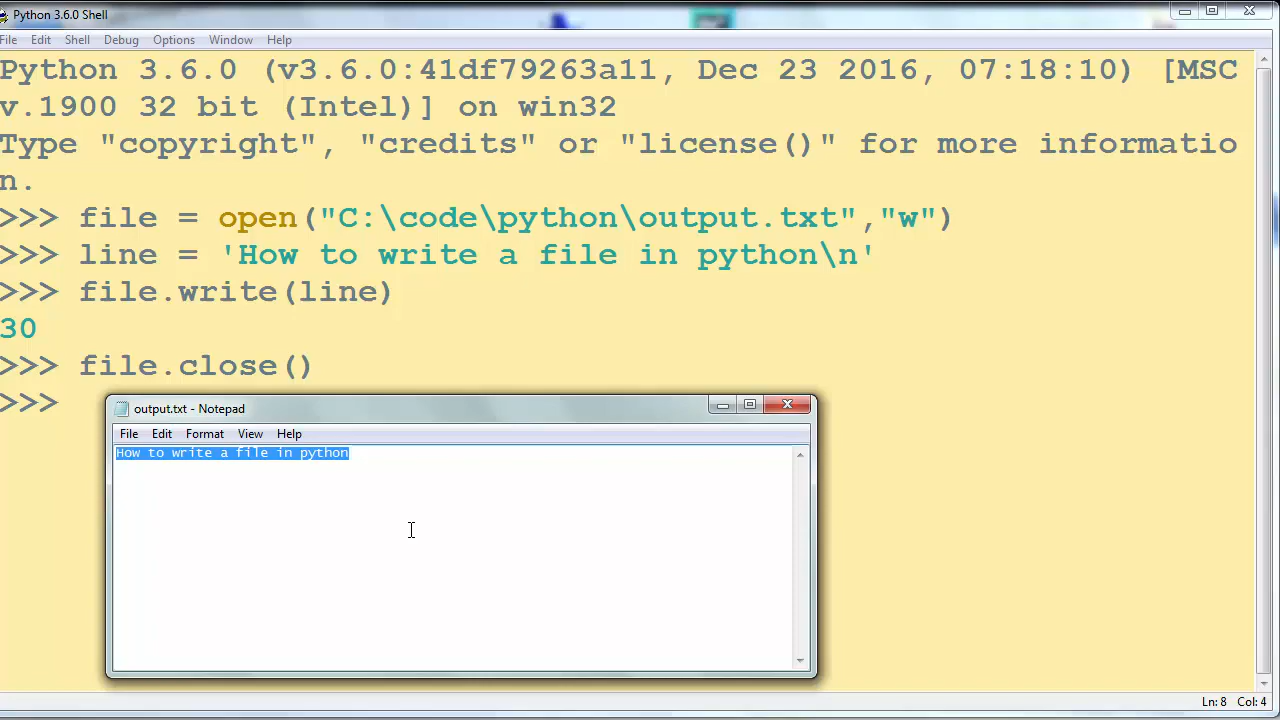 Python 3.6.0 Shell
File Edit Shell Debug Options Window Help
Python 3.6.0 (v3.6.0:41df79263a11, Dec 23 2016, 07:18:10) [MSC
v.1900 32 bit (Intel)] on win32
Type "copyright", "credits" or "license()" for more informatio
n.
>>> file = open("C:\code\python\output.txt","w")
>>> line = 'How to write a file in python\n'
>>> file.write(line)
30
>>> file.close()
>>>
output.txt - Notepad
File Edit Format View Help
How to write a file in python
Ln: 8 Col: 4